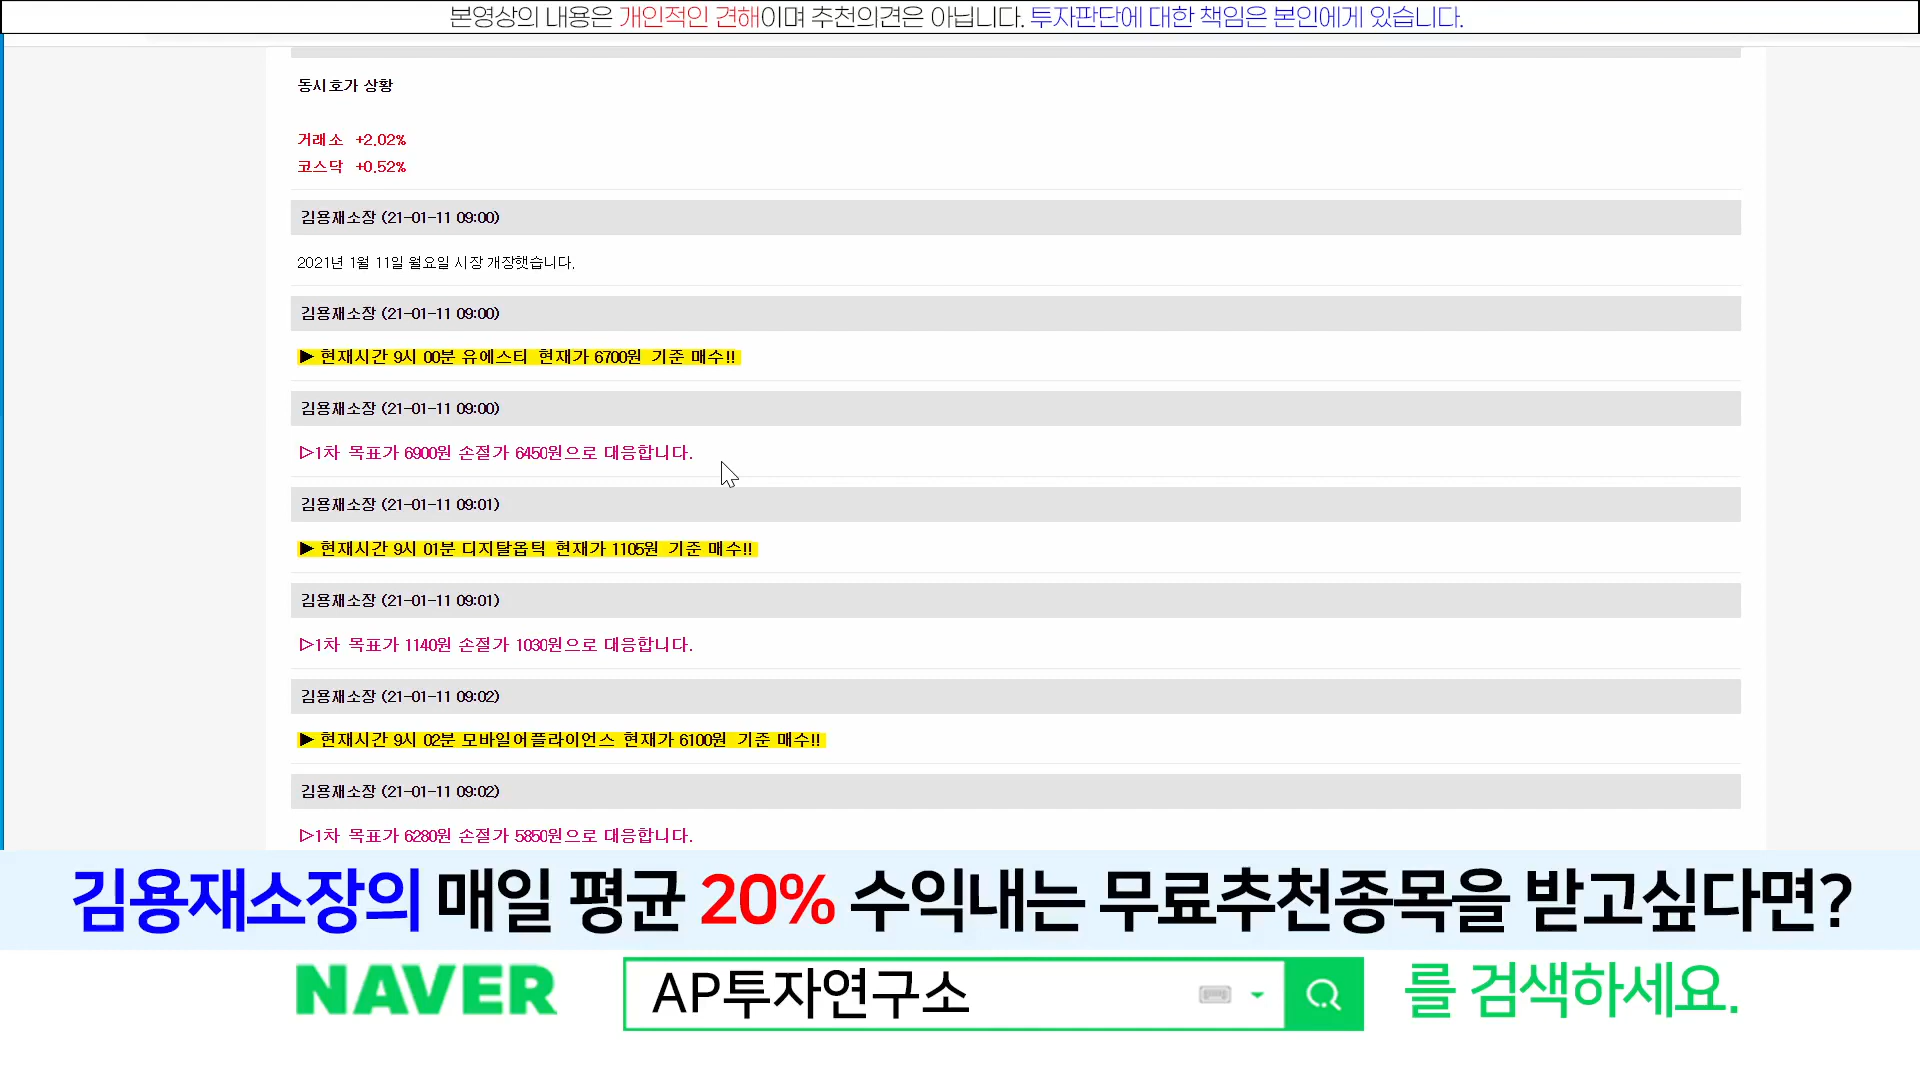 본영상의 내용은 개인적인 견해이며 추천의견은 아닙니다. 투자판단에 대한 책임은 본인에게 있습니다.
동시호가 상황
거래소 +2.02%
코스닥 +0.52%
김용재소장 (21-01-11 09:00)
2021년 1월 11일 월요일 시장 개장했습니다.
김용재소장 (21-01-11 09:00)
▶ 현재시간 9시 00분 유에스티 현재가 6700원 기준 매수!!
김용재소장 (21-01-11 09:00)
▷1차 목표가 6900원 손절가 6450원으로 대응합니다.
김용재소장 (21-01-11 09:01)
▶ 현재시간 9시 01분 디지탈옵틱 현재가 1105원 기준 매수!!
김용재소장 (21-01-11 09:01)
▷1차 목표가 1140원 손절가 1030원으로 대응합니다.
김용재소장 (21-01-11 09:02)
▶ 현재시간 9시 02분 모바일어플라이언스 현재가 6100원 기준 매수!!
김용재소장 (21-01-11 09:02)
▷1차 목표가 6280원 손절가 5850원으로 대응합니다.
김용재소장의 매일 평균 20% 수익내는 무료추천종목을 받고싶다면?
NAVER AP투자연구소 를 검색하세요.